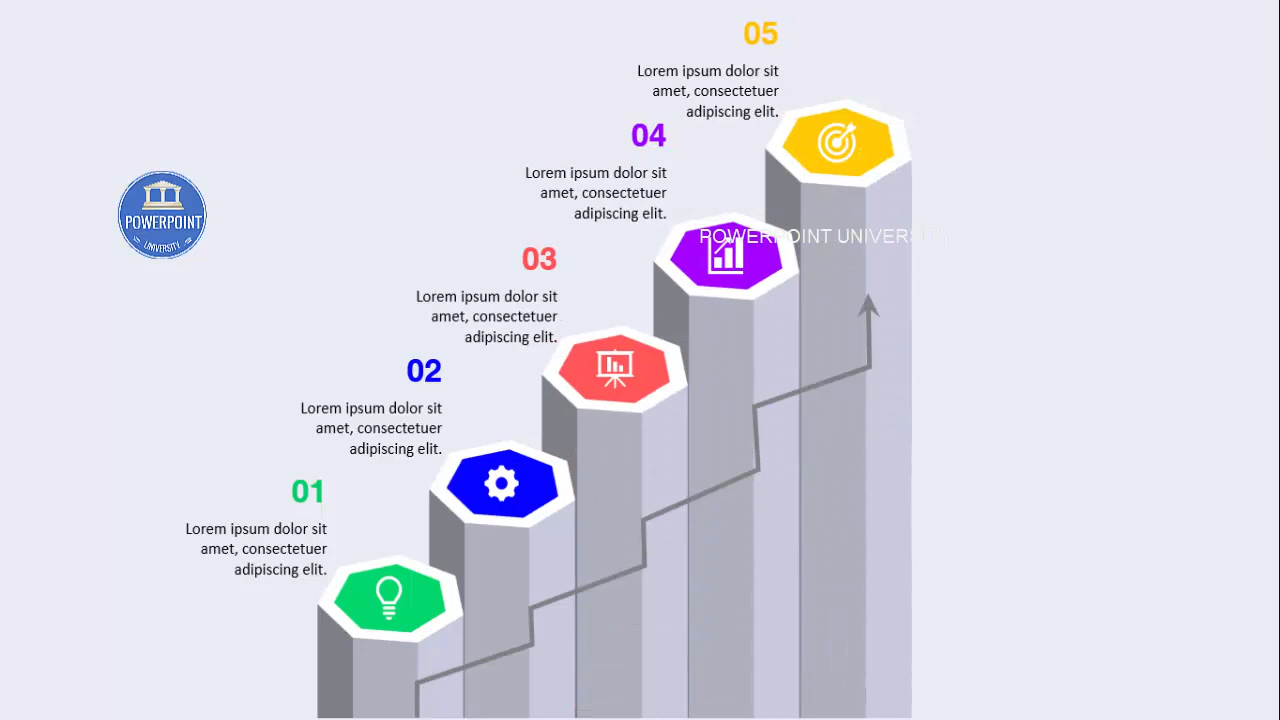 05
Lorem ipsum dolor sit
amet, consectetuer
adipiscing elit.
04
Lorem ipsum dolor sit
amet, consectetuer
adipiscing elit.
POWERPOINT
UNIVERSITY
POWERPOINT UNIVERSITY
03
Lorem ipsum dolor sit
amet, consectetuer
adipiscing elit.
02
Lorem ipsum dolor sit
amet, consectetuer
adipiscing elit.
01
Lorem ipsum dolor sit
amet, consectetuer
adipiscing elit.